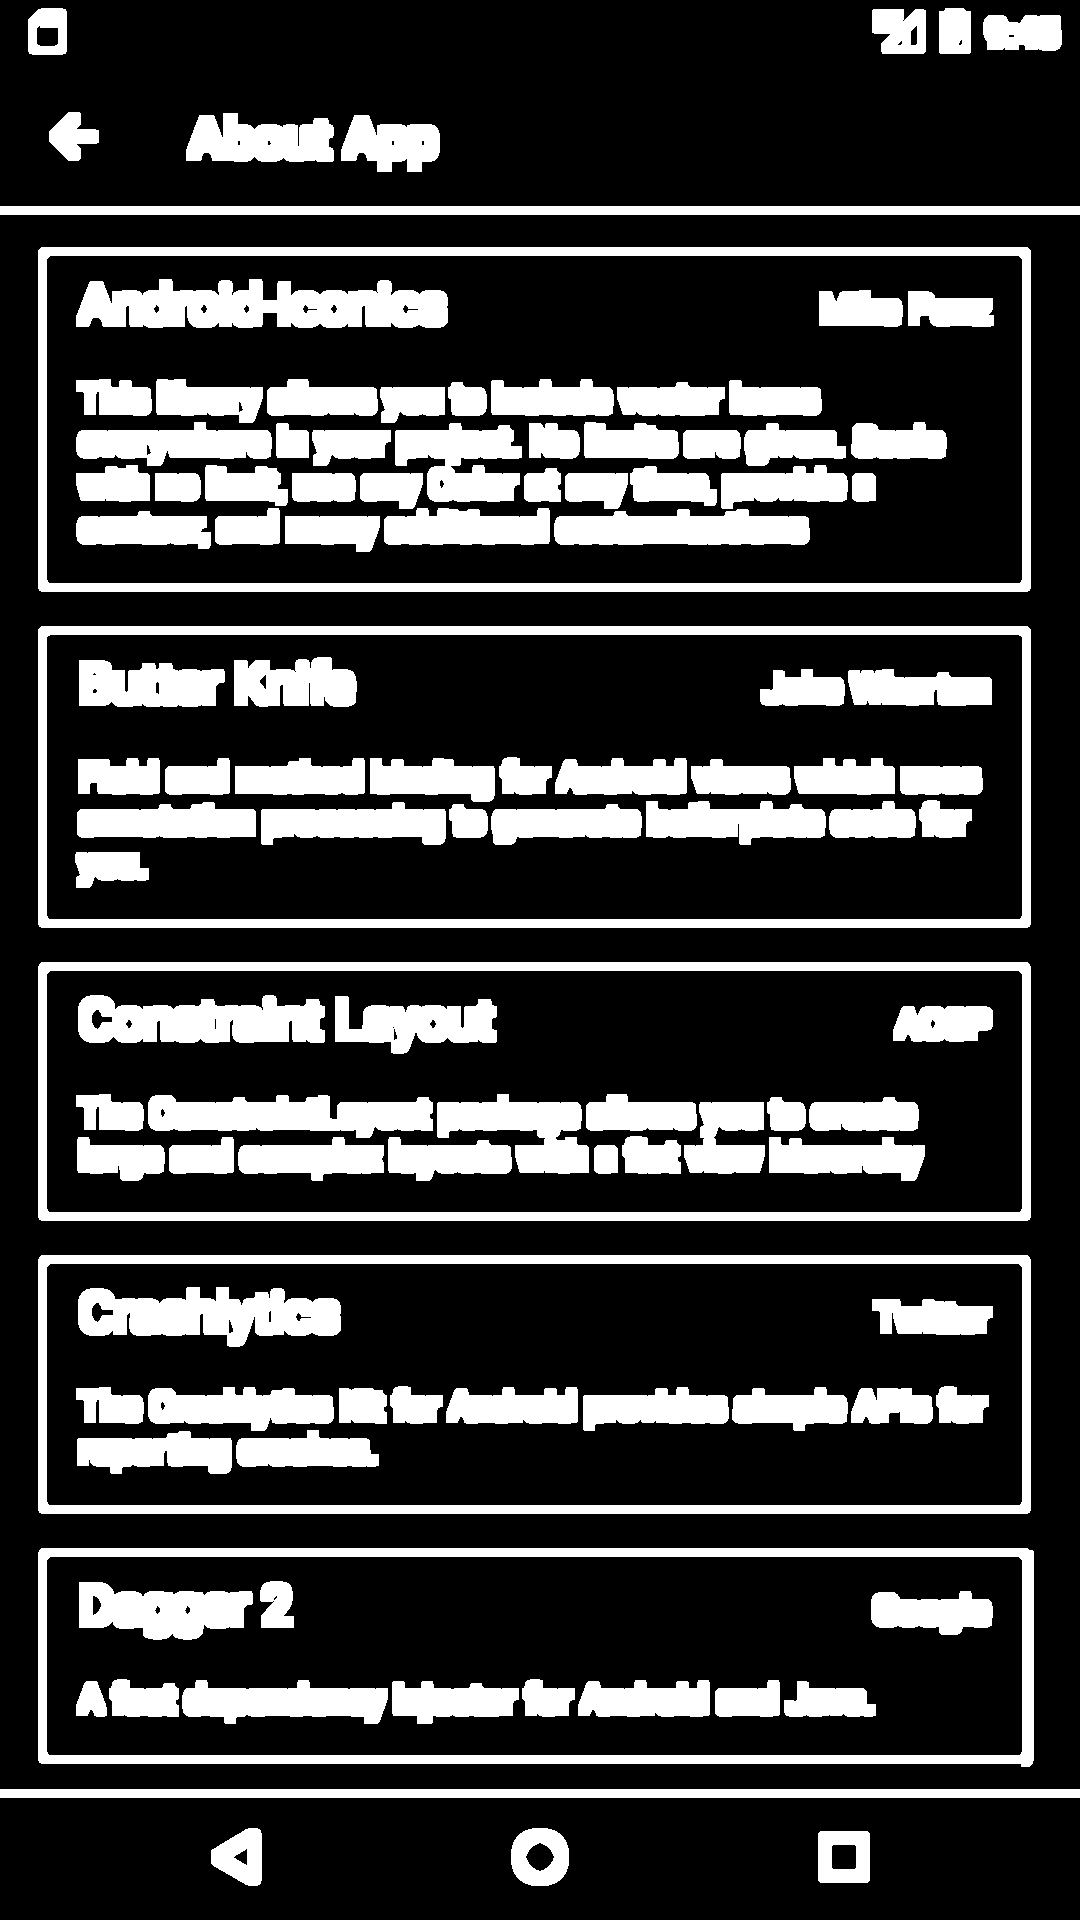 9:45
About App
Android-Iconics
Mike Penz
This library allows you to include vector icons
everywhere in your project. No limits are given. Scale
with no limit, use any Color at any time, provide a
contour, and many additional customizations
Butter Knife
Jake Wharton
Field and method binding for Android views which uses
annotation processing to generate boilerplate code for
you.
Constraint Layout
AOSP
The ConstraintLayout package allows you to create
large and complex layouts with a flat view hierarchy
Crashlytics
Twitter
The Crashlytics Kit for Android provides simple APIs for
reporting crashes.
Dagger 2
Google
A fast dependency injector for Android and Java.